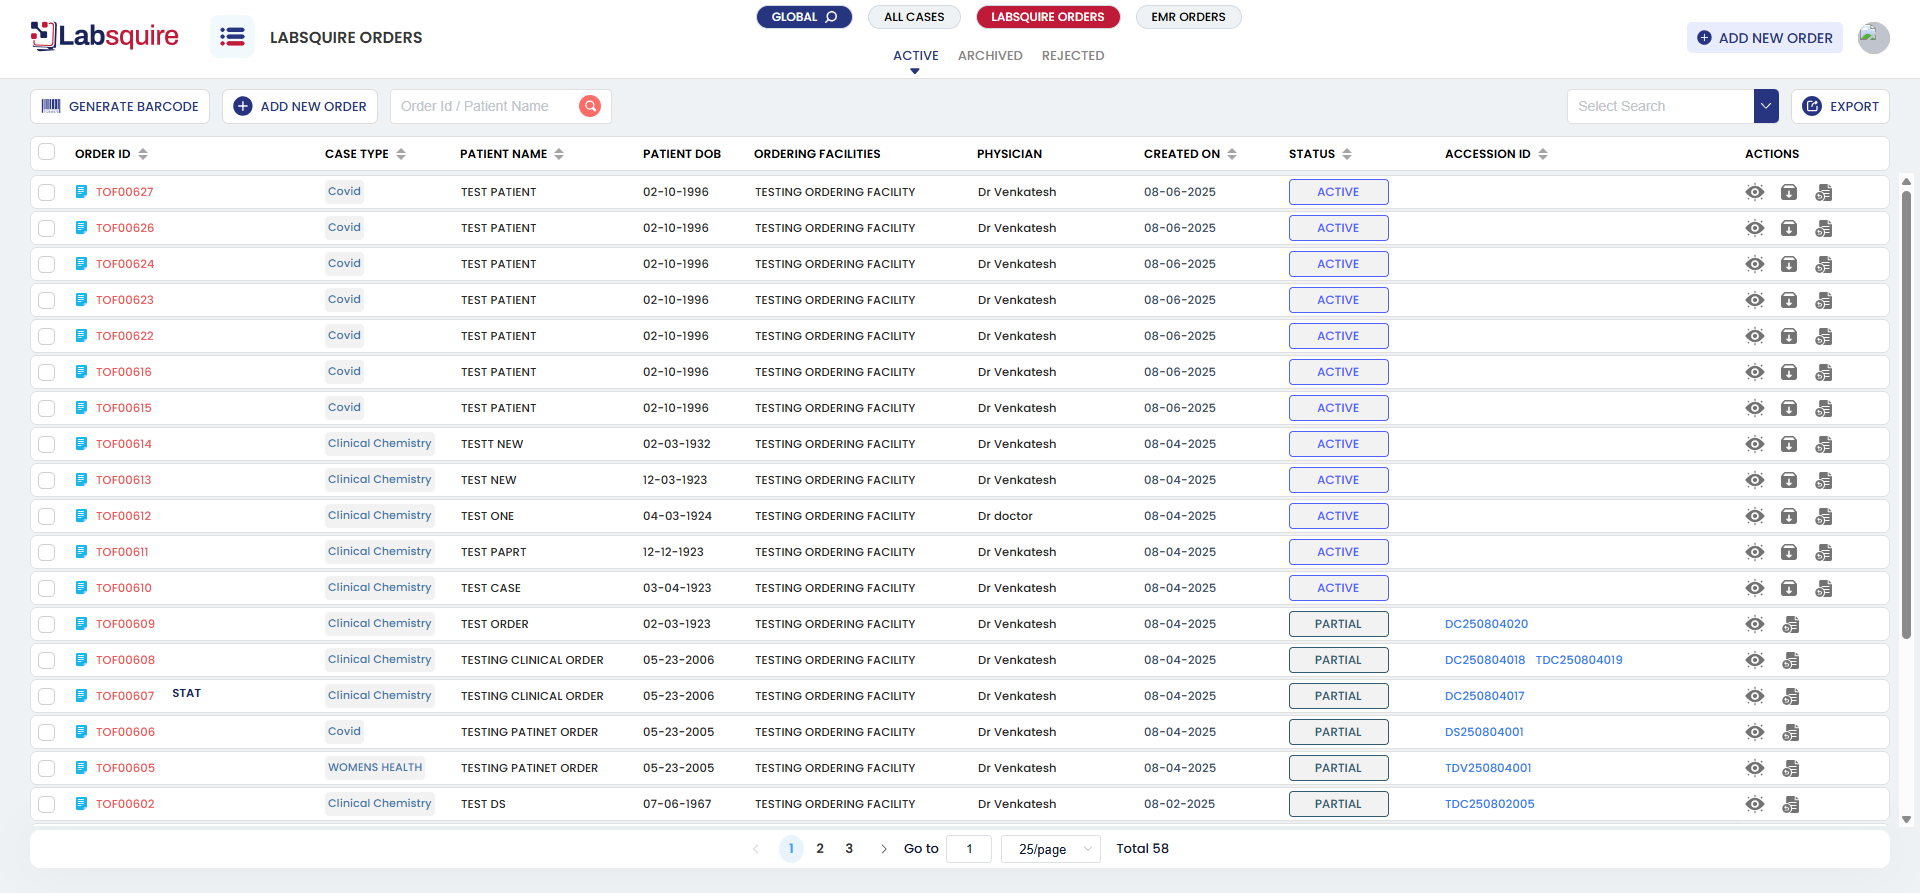 Labsquire
LABSQUIRE ORDERS
GLOBAL ALL CASES LABSQUIRE ORDERS EMR ORDERS
ACTIVE ARCHIVED REJECTED
ADD NEW ORDER
GENERATE BARCODE ADD NEW ORDER Order Id / Patient Name Select Search EXPORT
ORDER ID CASE TYPE PATIENT NAME PATIENT DOB ORDERING FACILITIES PHYSICIAN CREATED ON STATUS ACCESSION ID ACTIONS
TOF00627 Covid TEST PATIENT 02-10-1996 TESTING ORDERING FACILITY Dr Venkatesh 08-06-2025 ACTIVE
TOF00626 Covid TEST PATIENT 02-10-1996 TESTING ORDERING FACILITY Dr Venkatesh 08-06-2025 ACTIVE
TOF00624 Covid TEST PATIENT 02-10-1996 TESTING ORDERING FACILITY Dr Venkatesh 08-06-2025 ACTIVE
TOF00623 Covid TEST PATIENT 02-10-1996 TESTING ORDERING FACILITY Dr Venkatesh 08-06-2025 ACTIVE
TOF00622 Covid TEST PATIENT 02-10-1996 TESTING ORDERING FACILITY Dr Venkatesh 08-06-2025 ACTIVE
TOF00616 Covid TEST PATIENT 02-10-1996 TESTING ORDERING FACILITY Dr Venkatesh 08-06-2025 ACTIVE
TOF00615 Covid TEST PATIENT 02-10-1996 TESTING ORDERING FACILITY Dr Venkatesh 08-06-2025 ACTIVE
TOF00614 Clinical Chemistry TESTT NEW 02-03-1932 TESTING ORDERING FACILITY Dr Venkatesh 08-04-2025 ACTIVE
TOF00613 Clinical Chemistry TEST NEW 12-03-1923 TESTING ORDERING FACILITY Dr Venkatesh 08-04-2025 ACTIVE
TOF00612 Clinical Chemistry TEST ONE 04-03-1924 TESTING ORDERING FACILITY Dr doctor 08-04-2025 ACTIVE
TOF00611 Clinical Chemistry TEST PAPRT 12-12-1923 TESTING ORDERING FACILITY Dr Venkatesh 08-04-2025 ACTIVE
TOF00610 Clinical Chemistry TEST CASE 03-04-1923 TESTING ORDERING FACILITY Dr Venkatesh 08-04-2025 ACTIVE
TOF00609 Clinical Chemistry TEST ORDER 02-03-1923 TESTING ORDERING FACILITY Dr Venkatesh 08-04-2025 PARTIAL DC250804020
TOF00608 Clinical Chemistry TESTING CLINICAL ORDER 05-23-2006 TESTING ORDERING FACILITY Dr Venkatesh 08-04-2025 PARTIAL DC250804018 TDC250804019
TOF00607 STAT Clinical Chemistry TESTING CLINICAL ORDER 05-23-2006 TESTING ORDERING FACILITY Dr Venkatesh 08-04-2025 PARTIAL DC250804017
TOF00606 Covid TESTING PATINET ORDER 05-23-2005 TESTING ORDERING FACILITY Dr Venkatesh 08-04-2025 PARTIAL DS250804001
TOF00605 WOMENS HEALTH TESTING PATINET ORDER 05-23-2005 TESTING ORDERING FACILITY Dr Venkatesh 08-04-2025 PARTIAL TDV250804001
TOF00602 Clinical Chemistry TEST DS 07-06-1967 TESTING ORDERING FACILITY Dr Venkatesh 08-02-2025 PARTIAL TDC250802005
1 2 3 Go to 1 25/page Total 58